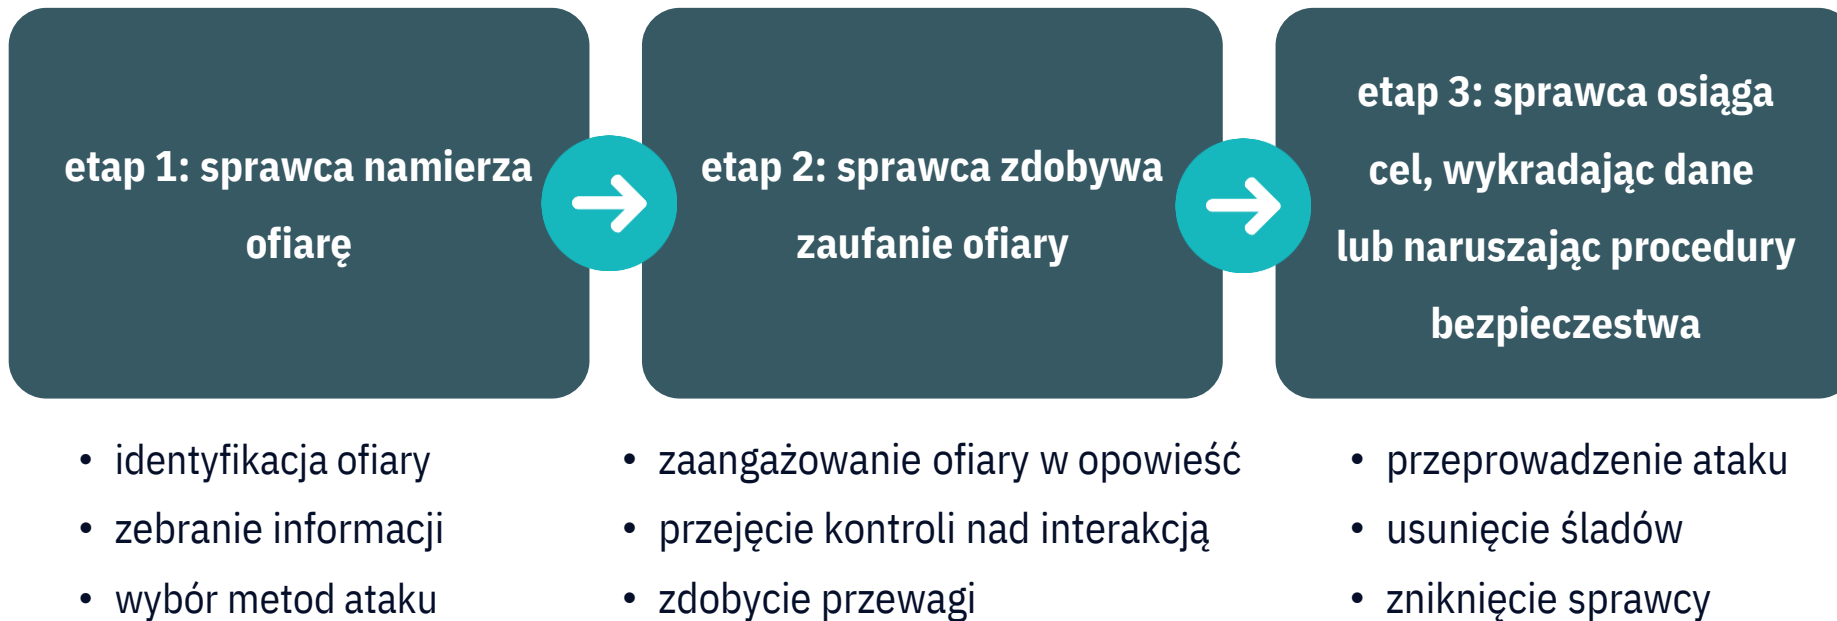 etap 1: sprawca namierza
ofiarę
etap 2: sprawca zdobywa
zaufanie ofiary
etap 3: sprawca osiąga
cel, wykradając dane
lub naruszając procedury
bezpieczestwa
• identyfikacja ofiary
• zebranie informacji
• wybór metod ataku
• zaangażowanie ofiary w opowieść
• przejęcie kontroli nad interakcją
• zdobycie przewagi
• przeprowadzenie ataku
• usunięcie śladów
• zniknięcie sprawcy